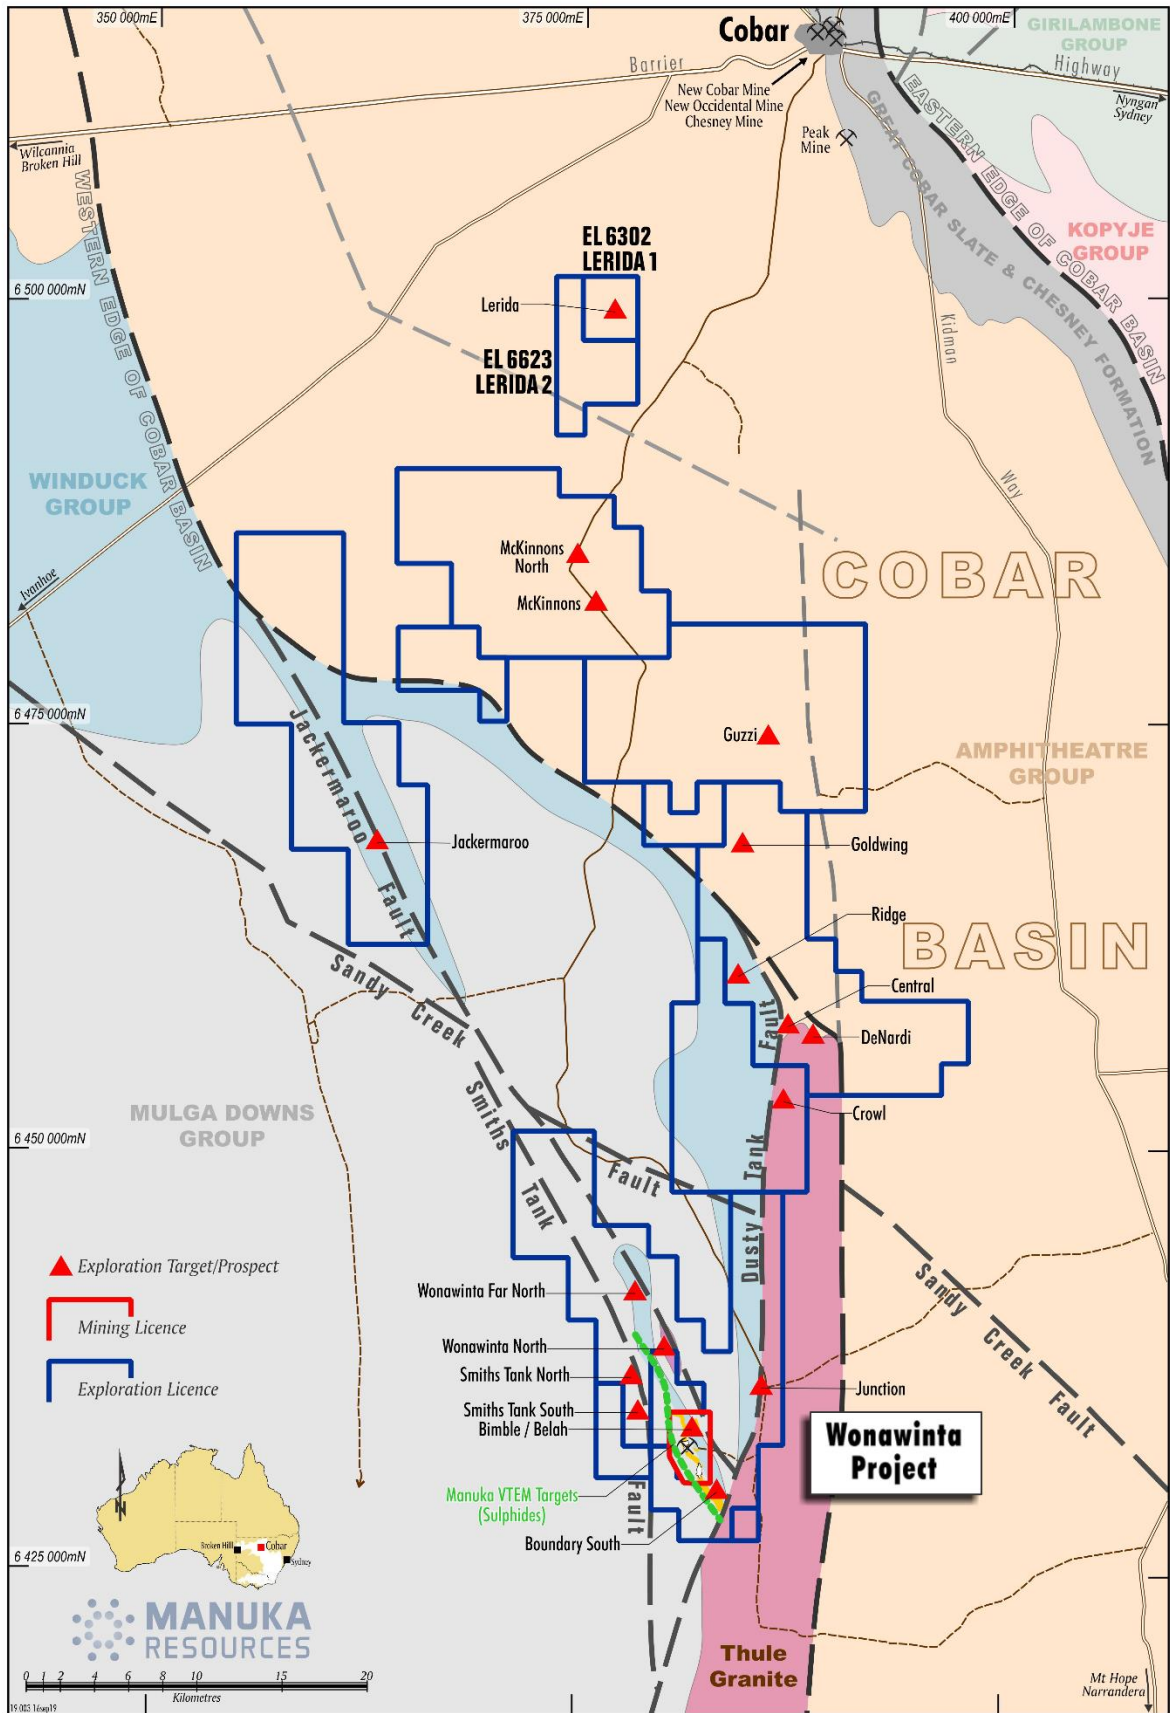 350 000mE
375 000mE
400 000mE
Cobar
GIRILAMBONE
GROUP
Barrier
Highway
New Cobar Mine
New Occidental Mine
Chesney Mine
Nyngan
Sydney
Peak
Mine
Wilcannia
Broken Hill
WESTERN EDGE OF COBAR BASIN
EASTERN EDGE OF COBAR BASIN
GREAT COBAR SLATE & CHESNEY FORMATION
KOPYJE
GROUP
EL 6302
LERIDA 1
6 500 000mN
Lerida
Kidman
Way
EL 6623
LERIDA 2
WINDUCK
GROUP
McKinnons
North
McKinnons
COBAR
Ivanhoe
6 475 000mN
Jackermaroo
Fault
Guzzi
AMPHITHEATRE
GROUP
Jackermaroo
Goldwing
Ridge
BASIN
Sandy
Creek
Central
Fault
DeNardi
MULGA DOWNS
GROUP
Smiths
Tank
Crowl
6 450 000mN
Tank
Fault
Dusty
Sandy
Creek
Fault
Exploration Target/Prospect
Wonawinta Far North
Mining Licence
Wonawinta North
Smiths Tank North
Exploration Licence
Junction
Smiths Tank South
Bimble / Belah
Wonawinta
Project
Manuka VTEM Targets
(Sulphides)
Fault
N
Broken Hill
Cobar
Sydney
Boundary South
6 425 000mN
MANUKA
RESOURCES
Thule
Granite
Mt Hope
Narrandera
0 1 2 4 6 8 10 15 20
Kilometres
19 003 16sep19